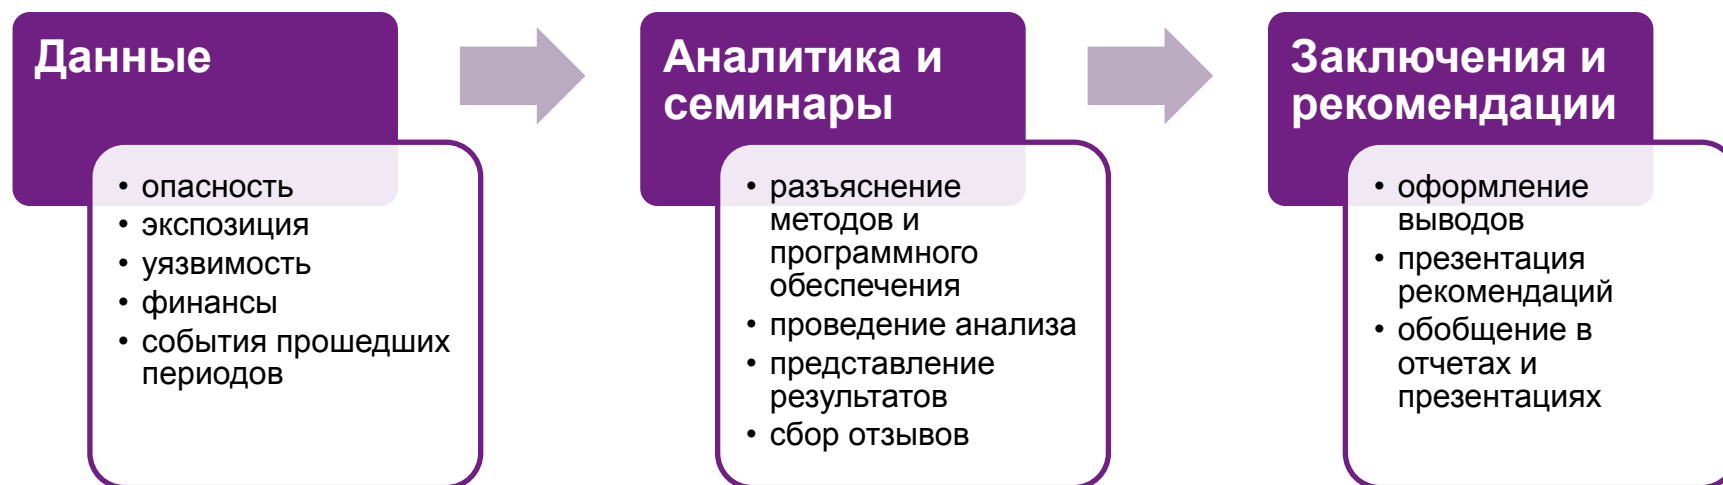 Данные
• опасность
• экспозиция
• уязвимость
• финансы
• события прошедших
периодов
Аналитика и
семинары
• разъяснение
методов и
программного
обеспечения
• проведение анализа
• представление
результатов
• сбор отзывов
Заключения и
рекомендации
• оформление
выводов
• презентация
рекомендаций
• обобщение в
отчетах и
презентациях